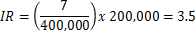 IR = (7/400,000) x 200,000 = 3.5